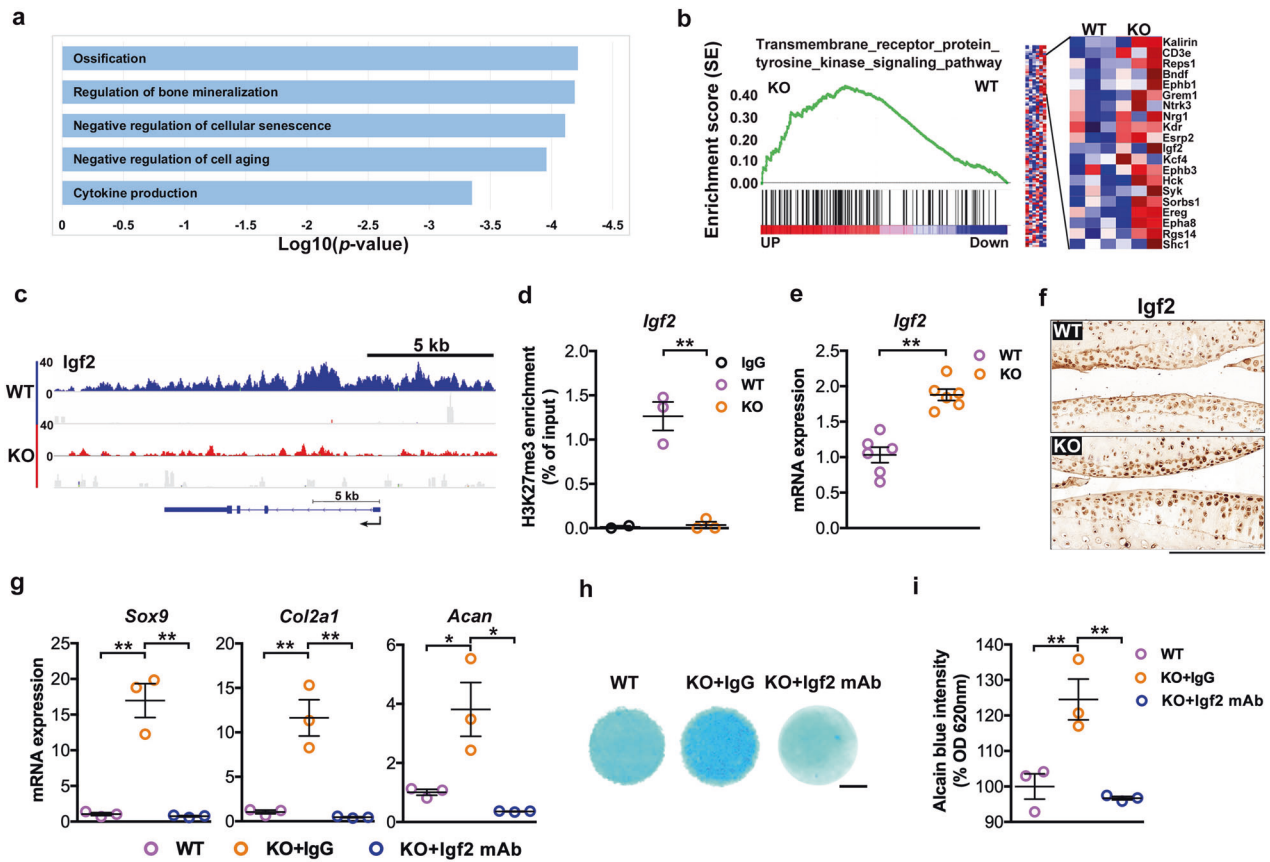 a
Ossification
Regulation of bone mineralization
Negative regulation of cellular senescence
Negative regulation of cell aging
Cytokine production
0 -0.5 -1 -1.5 -2 -2.5 -3 -3.5 -4 -4.5
Log10(p-value)
b
Transmembrane_receptor_protein_
tyrosine_kinase_signaling_pathway
KO WT
Enrichment score (SE)
0.40
0.30
0.20
0.10
0.00
UP Down
WT KO
Kalirin
CD3e
Reps1
Bndf
Ephb1
Grem1
Ntrk3
Nrg1
Kdr
Esrp2
Igf2
Kcf4
Ephb3
Hck
Syk
Sorbs1
Ereg
Epha8
Rgs14
Shc1
c
Igf2
5 kb
WT
40
0
40
KO
0
5 kb
d
Igf2
H3K27me3 enrichment
(% of input)
2.0
1.5
1.0
0.5
0.0
**
IgG
WT
KO
e
Igf2
mRNA expression
2.5
2.0
1.5
1.0
0.5
0.0
**
WT
KO
f
Igf2
WT
KO
g
mRNA expression
Sox9
25
20
15
10
5
0
** **
Col2a1
20
15
10
5
0
** **
Acan
6
4
2
0
* *
WT KO+IgG KO+Igf2 mAb
h
WT KO+IgG KO+Igf2 mAb
i
Alcain blue intensity
(% OD 620nm)
140
130
120
110
100
90
** **
WT
KO+IgG
KO+Igf2 mAb